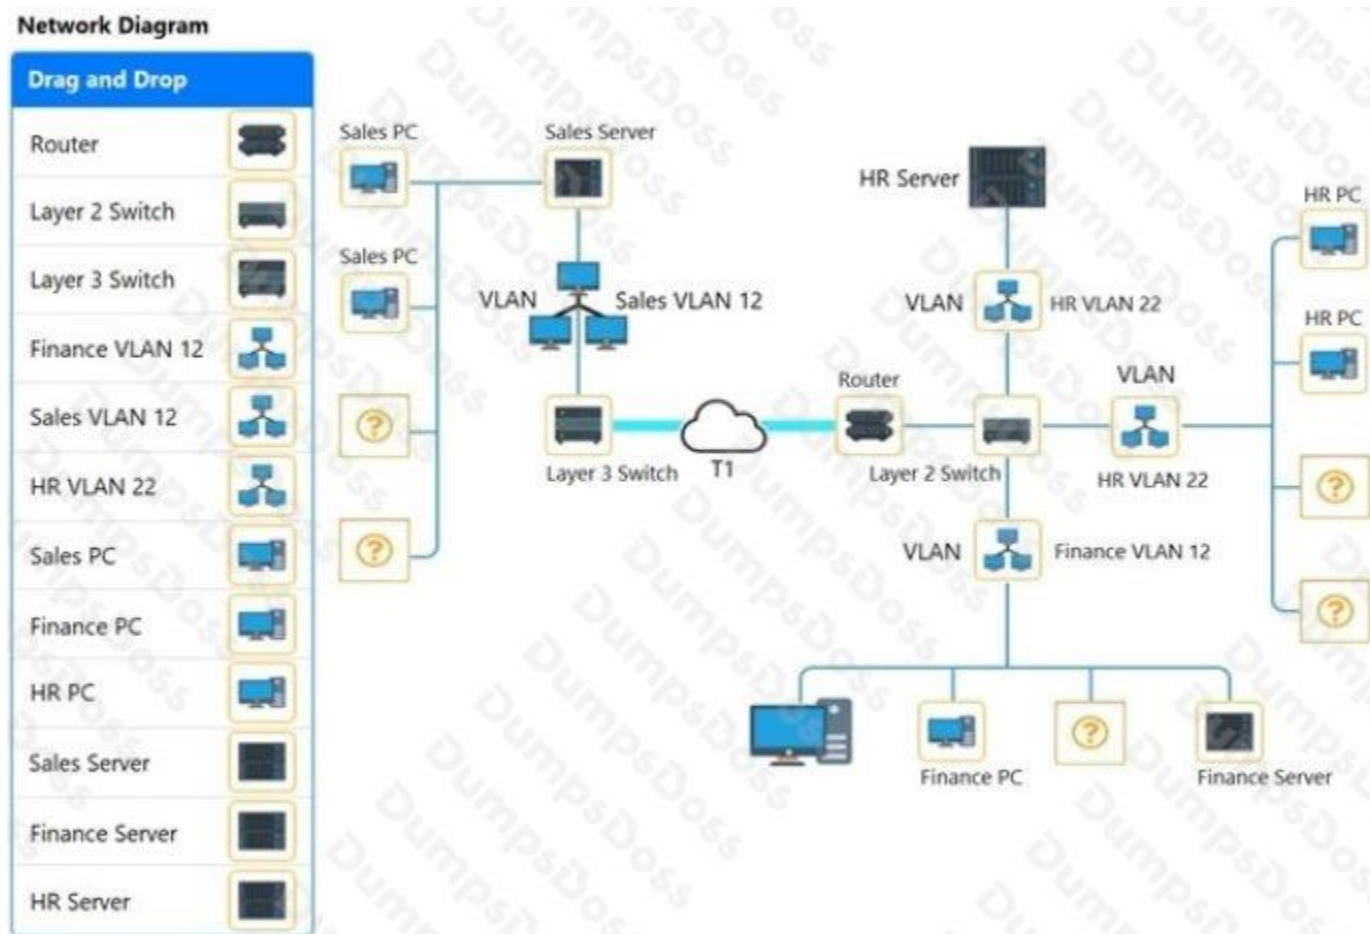 Network Diagram
Drag and Drop
Router
Layer 2 Switch
Layer 3 Switch
Finance VLAN 12
Sales VLAN 12
HR VLAN 22
Sales PC
Finance PC
HR PC
Sales Server
Finance Server
HR Server
Sales PC
Sales Server
Sales PC
VLAN
Sales VLAN 12
?
?
Layer 3 Switch
T1
Router
Layer 2 Switch
HR Server
VLAN
HR VLAN 22
VLAN
HR VLAN 22
HR PC
HR PC
?
?
VLAN
Finance VLAN 12
Finance PC
?
Finance Server
DumpsDoss